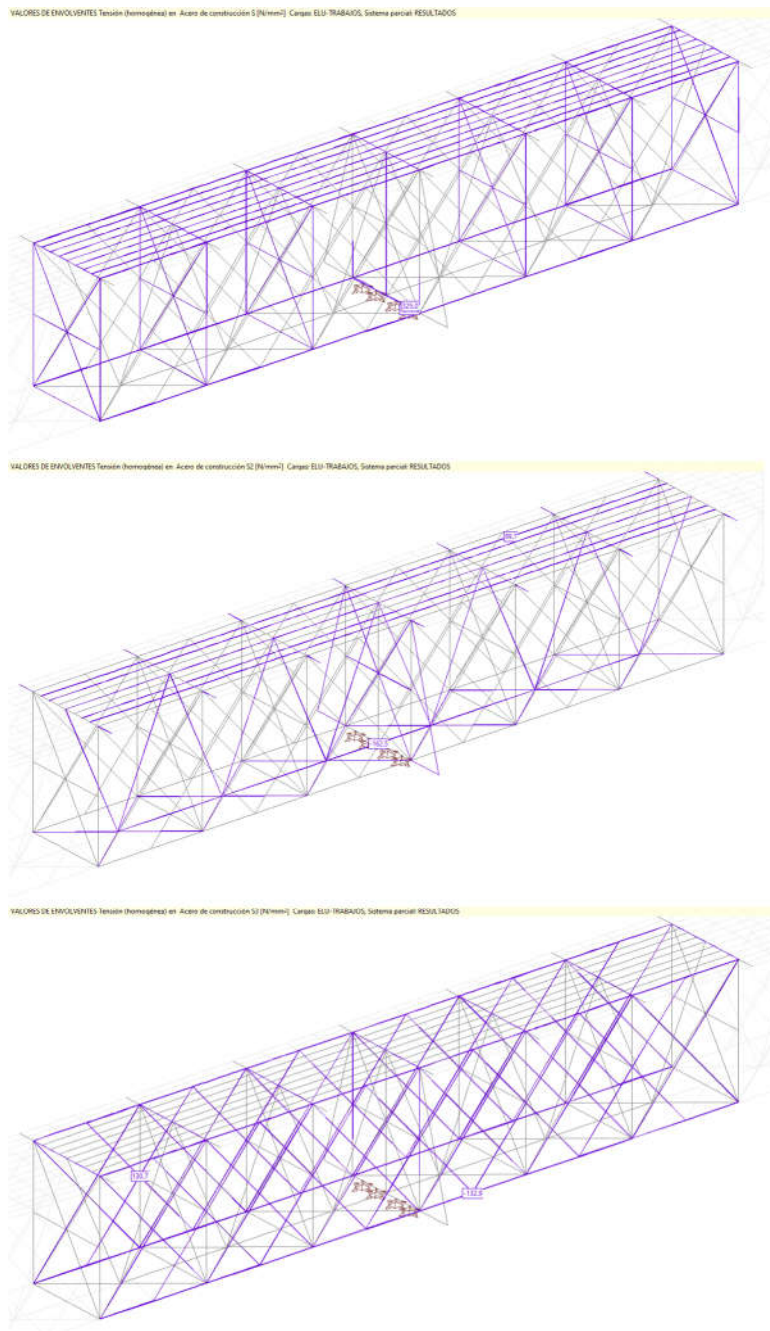 VALORES DE ENVOLVENTES Tensión (homogénea) en Acero de construcción S [N/mm²] Cargas: ELU-TRABAJOS, Sistema parcial: RESULTADOS
VALORES DE ENVOLVENTES Tensión (homogénea) en Acero de construcción S2 [N/mm²] Cargas: ELU-TRABAJOS, Sistema parcial: RESULTADOS
-162.5
VALORES DE ENVOLVENTES Tensión (homogénea) en Acero de construcción S3 [N/mm²] Cargas: ELU-TRABAJOS, Sistema parcial: RESULTADOS
130.7
-132.8